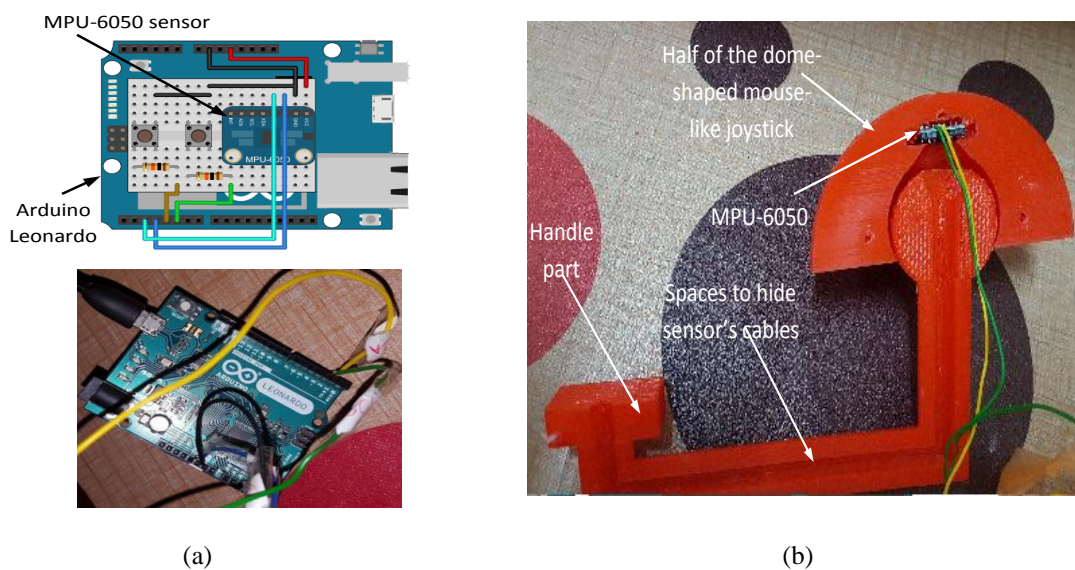 MPU-6050 sensor
MPU-6050
Arduino
Leonardo
ARDUINO
LEONARDO
(a)
Half of the dome-
shaped mouse-
like joystick
MPU-6050
Handle
part
Spaces to hide
sensor's cables
(b)